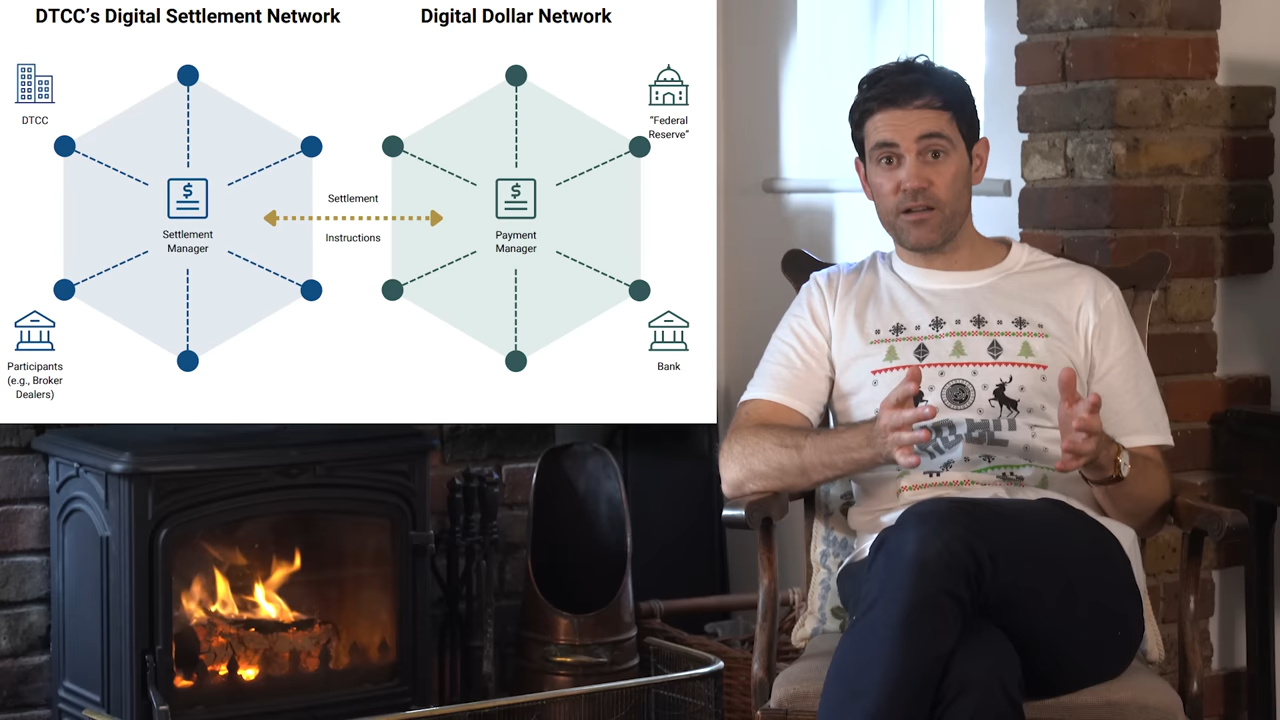 DTCC's Digital Settlement Network
Digital Dollar Network
DTCC
"Federal
Reserve"
Settlement
Instructions
$
Settlement
Manager
$
Payment
Manager
Participants
(e.g., Broker
Dealers)
Bank